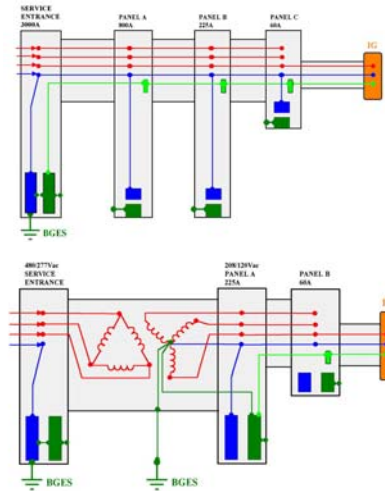 SERVICE
ENTRANCE
3000A
PANEL A
800A
PANEL B
225A
PANEL C
60A
IG
BGES
480/277Vac
SERVICE
ENTRANCE
208/120Vac
PANEL A
225A
PANEL B
60A
BGES
BGES